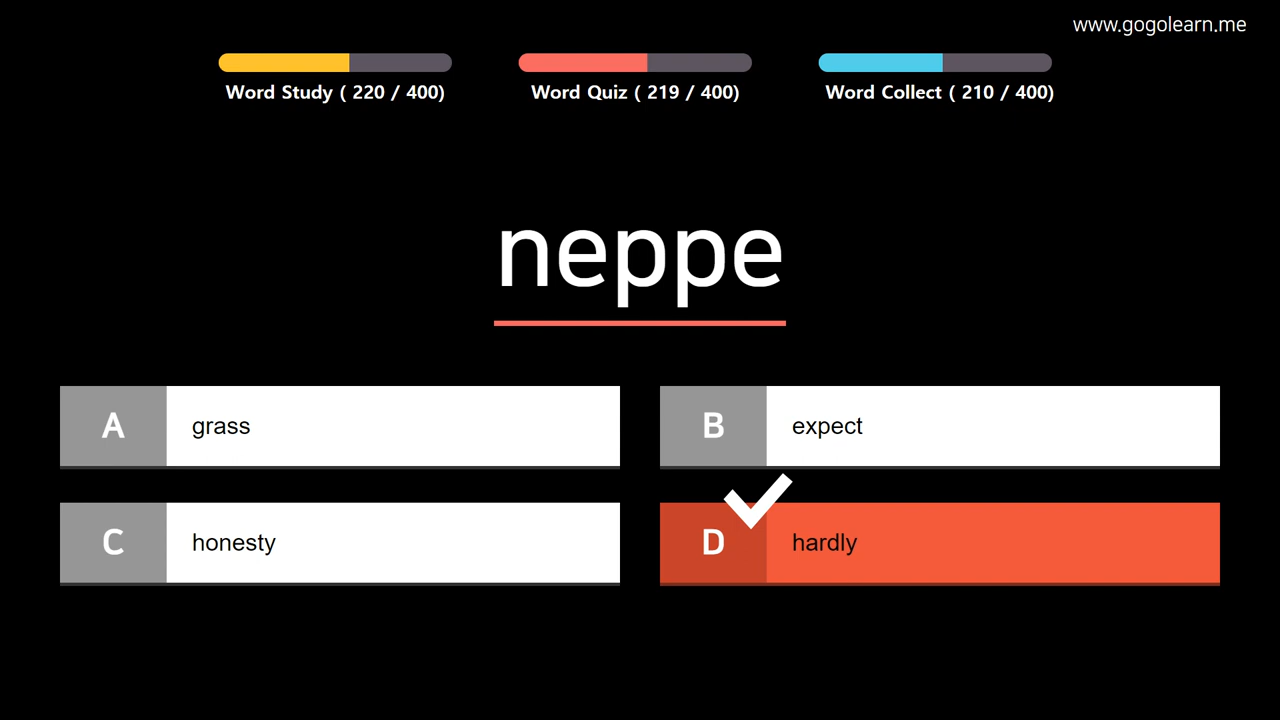 www.gogolearn.me
Word Study ( 220 / 400)
Word Quiz ( 219 / 400)
Word Collect ( 210 / 400)
neppe
A grass
B expect
C honesty
D hardly